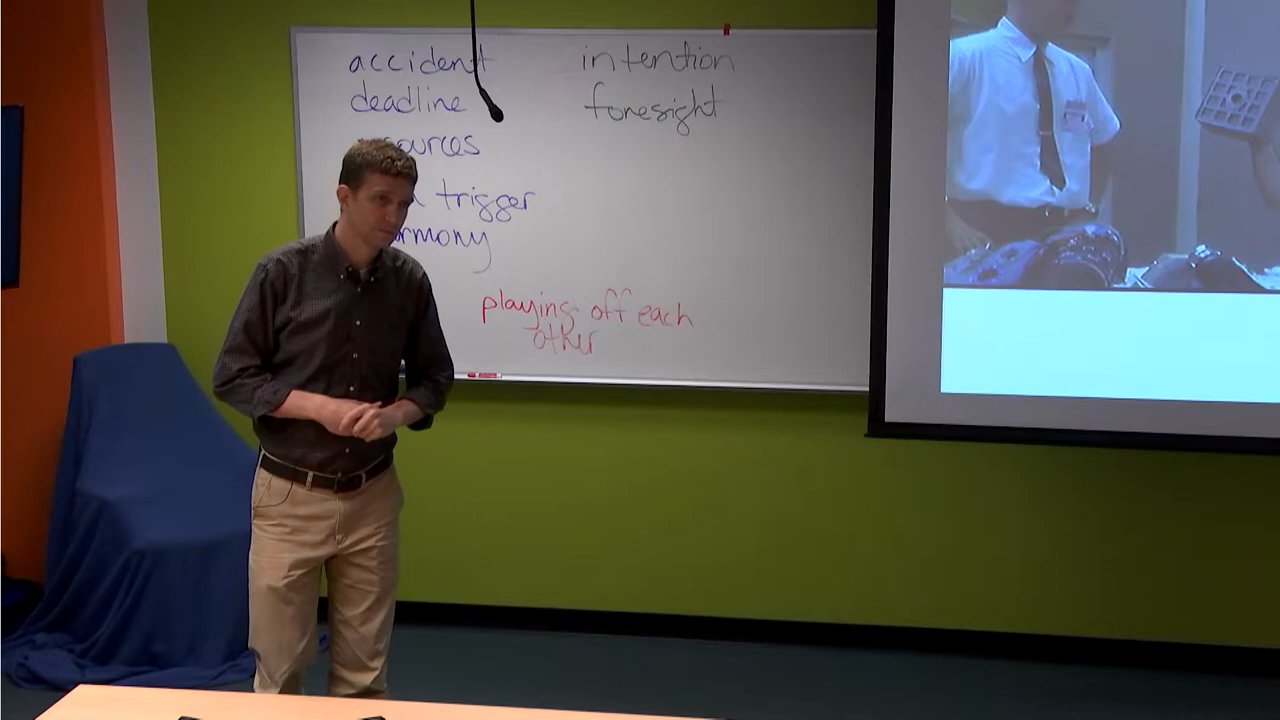 accident
deadline
trigger
intention
foresight
playing off each
other